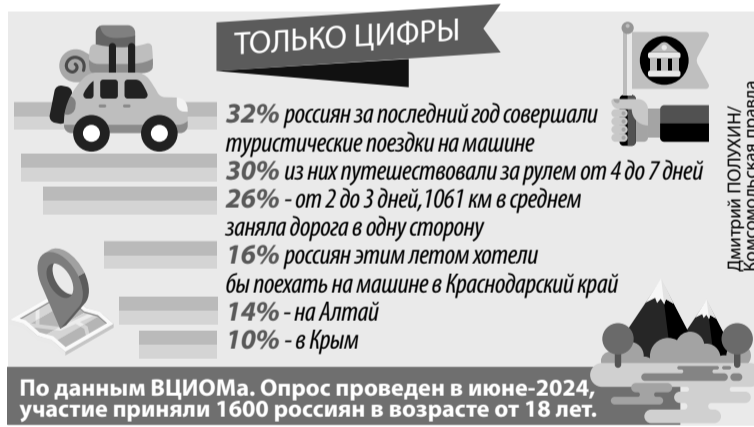 ТОЛЬКО ЦИФРЫ
32% россиян за последний год совершали
туристические поездки на машине
30% из них путешествовали за рулем от 4 до 7 дней
26% - от 2 до 3 дней,1061 км в среднем
заняла дорога в одну сторону
16% россиян этим летом хотели
бы поехать на машине в Краснодарский край
14% - на Алтай
10% - в Крым
По данным ВЦИОМа. Опрос проведен в июне-2024,
участие приняли 1600 россиян в возрасте от 18 лет.
Дмитрий ПОЛУХИН/
Комсомольская правда